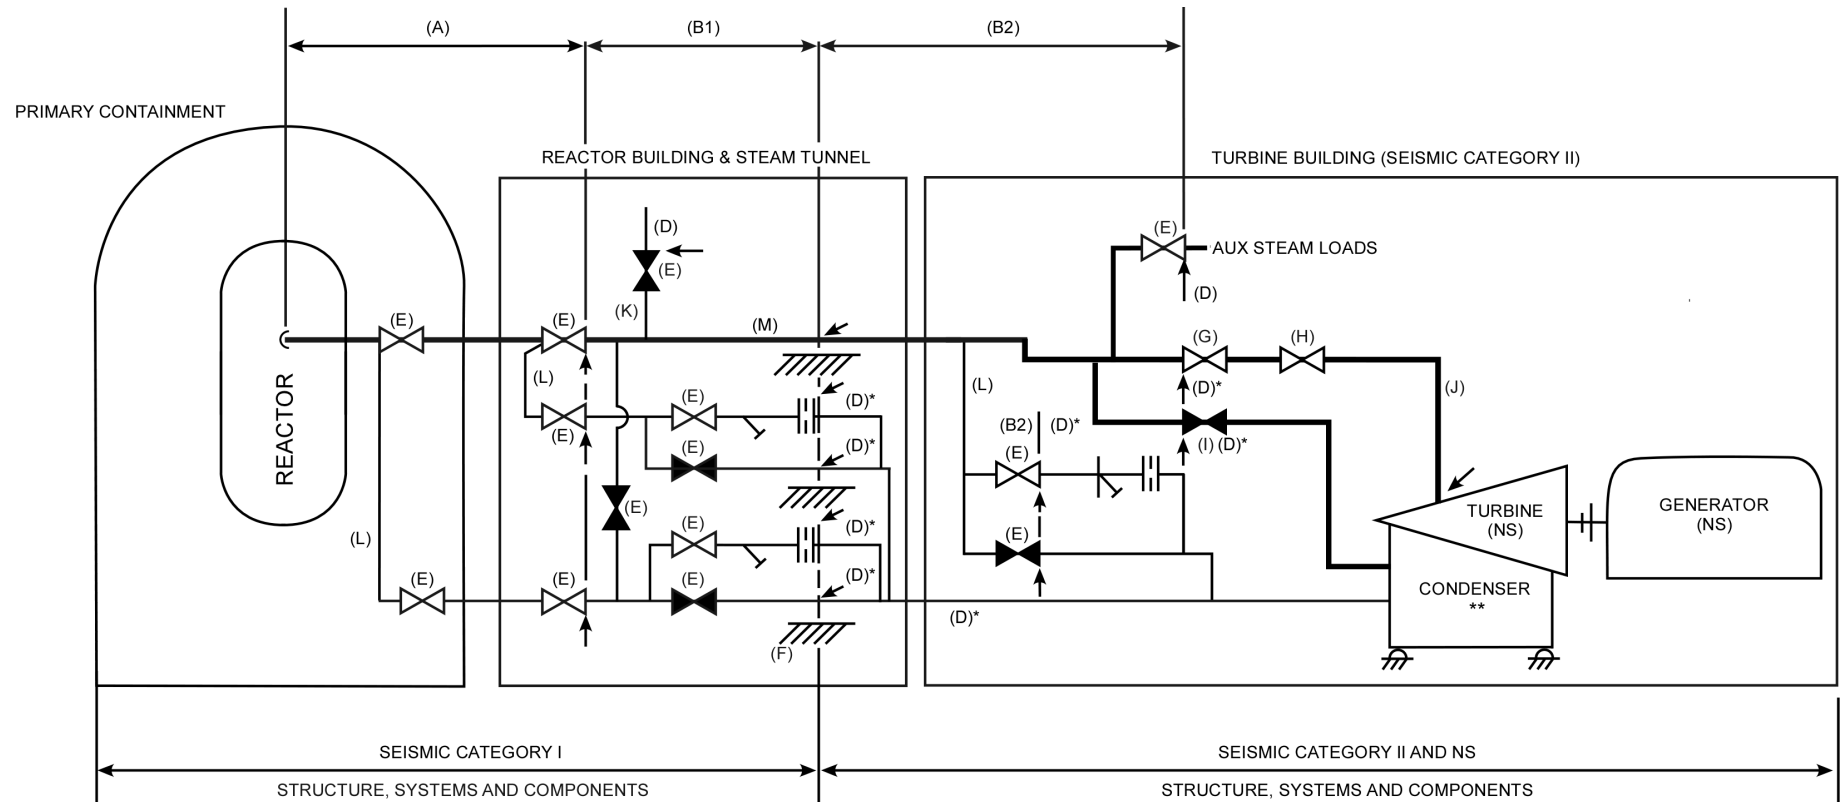 (A)
(B1)
(B2)
PRIMARY CONTAINMENT
REACTOR BUILDING & STEAM TUNNEL
TURBINE BUILDING (SEISMIC CATEGORY II)
(D)
(E)
(E)
AUX STEAM LOADS
(D)
(K)
(E)
(E)
(M)
(G)
(H)
REACTOR
(L)
(L)
(D)*
(J)
(E)
(D)*
(E)
(B2)
(D)*
(I) (D)*
(E)
(D)*
(E)
(E)
TURBINE
(NS)
GENERATOR
(NS)
(L)
(E)
(D)*
(E)
(E)
(E)
(E)
(D)*
CONDENSER
**
(D)*
(F)
SEISMIC CATEGORY I
SEISMIC CATEGORY II AND NS
STRUCTURE, SYSTEMS AND COMPONENTS
STRUCTURE, SYSTEMS AND COMPONENTS